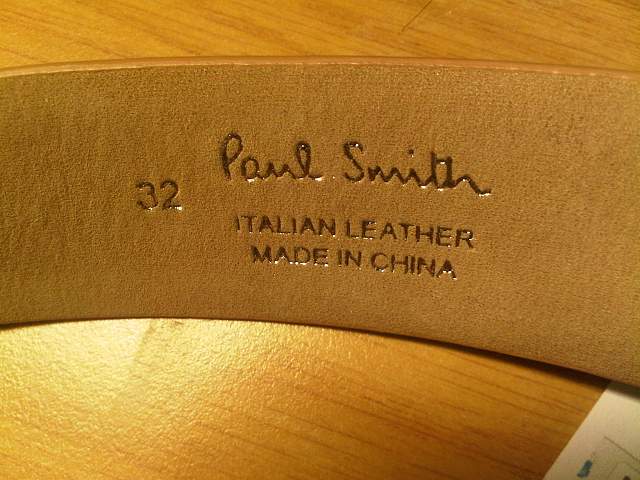 Paul Smith
32
ITALIAN LEATHER
MADE IN CHINA